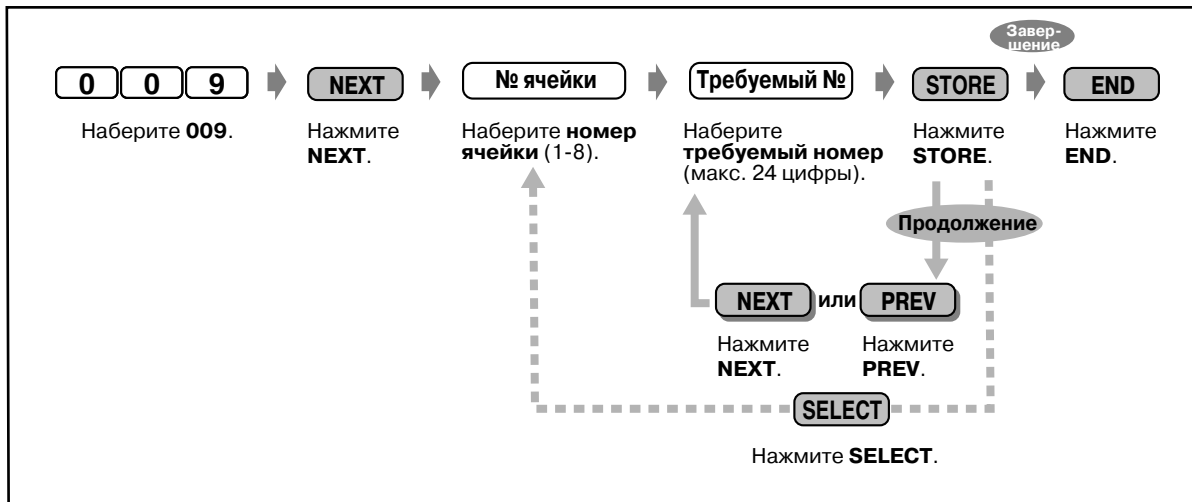 Завер-
шение
0 0 9
NEXT
№ ячейки
Требуемый №
STORE
END
Наберите 009.
Нажмите
NEXT.
Наберите номер
ячейки (1-8).
Наберите
требуемый номер
(макс. 24 цифры).
Нажмите
STORE.
Нажмите
END.
Продолжение
NEXT или PREV
Нажмите
NEXT.
Нажмите
PREV.
SELECT
Нажмите SELECT.